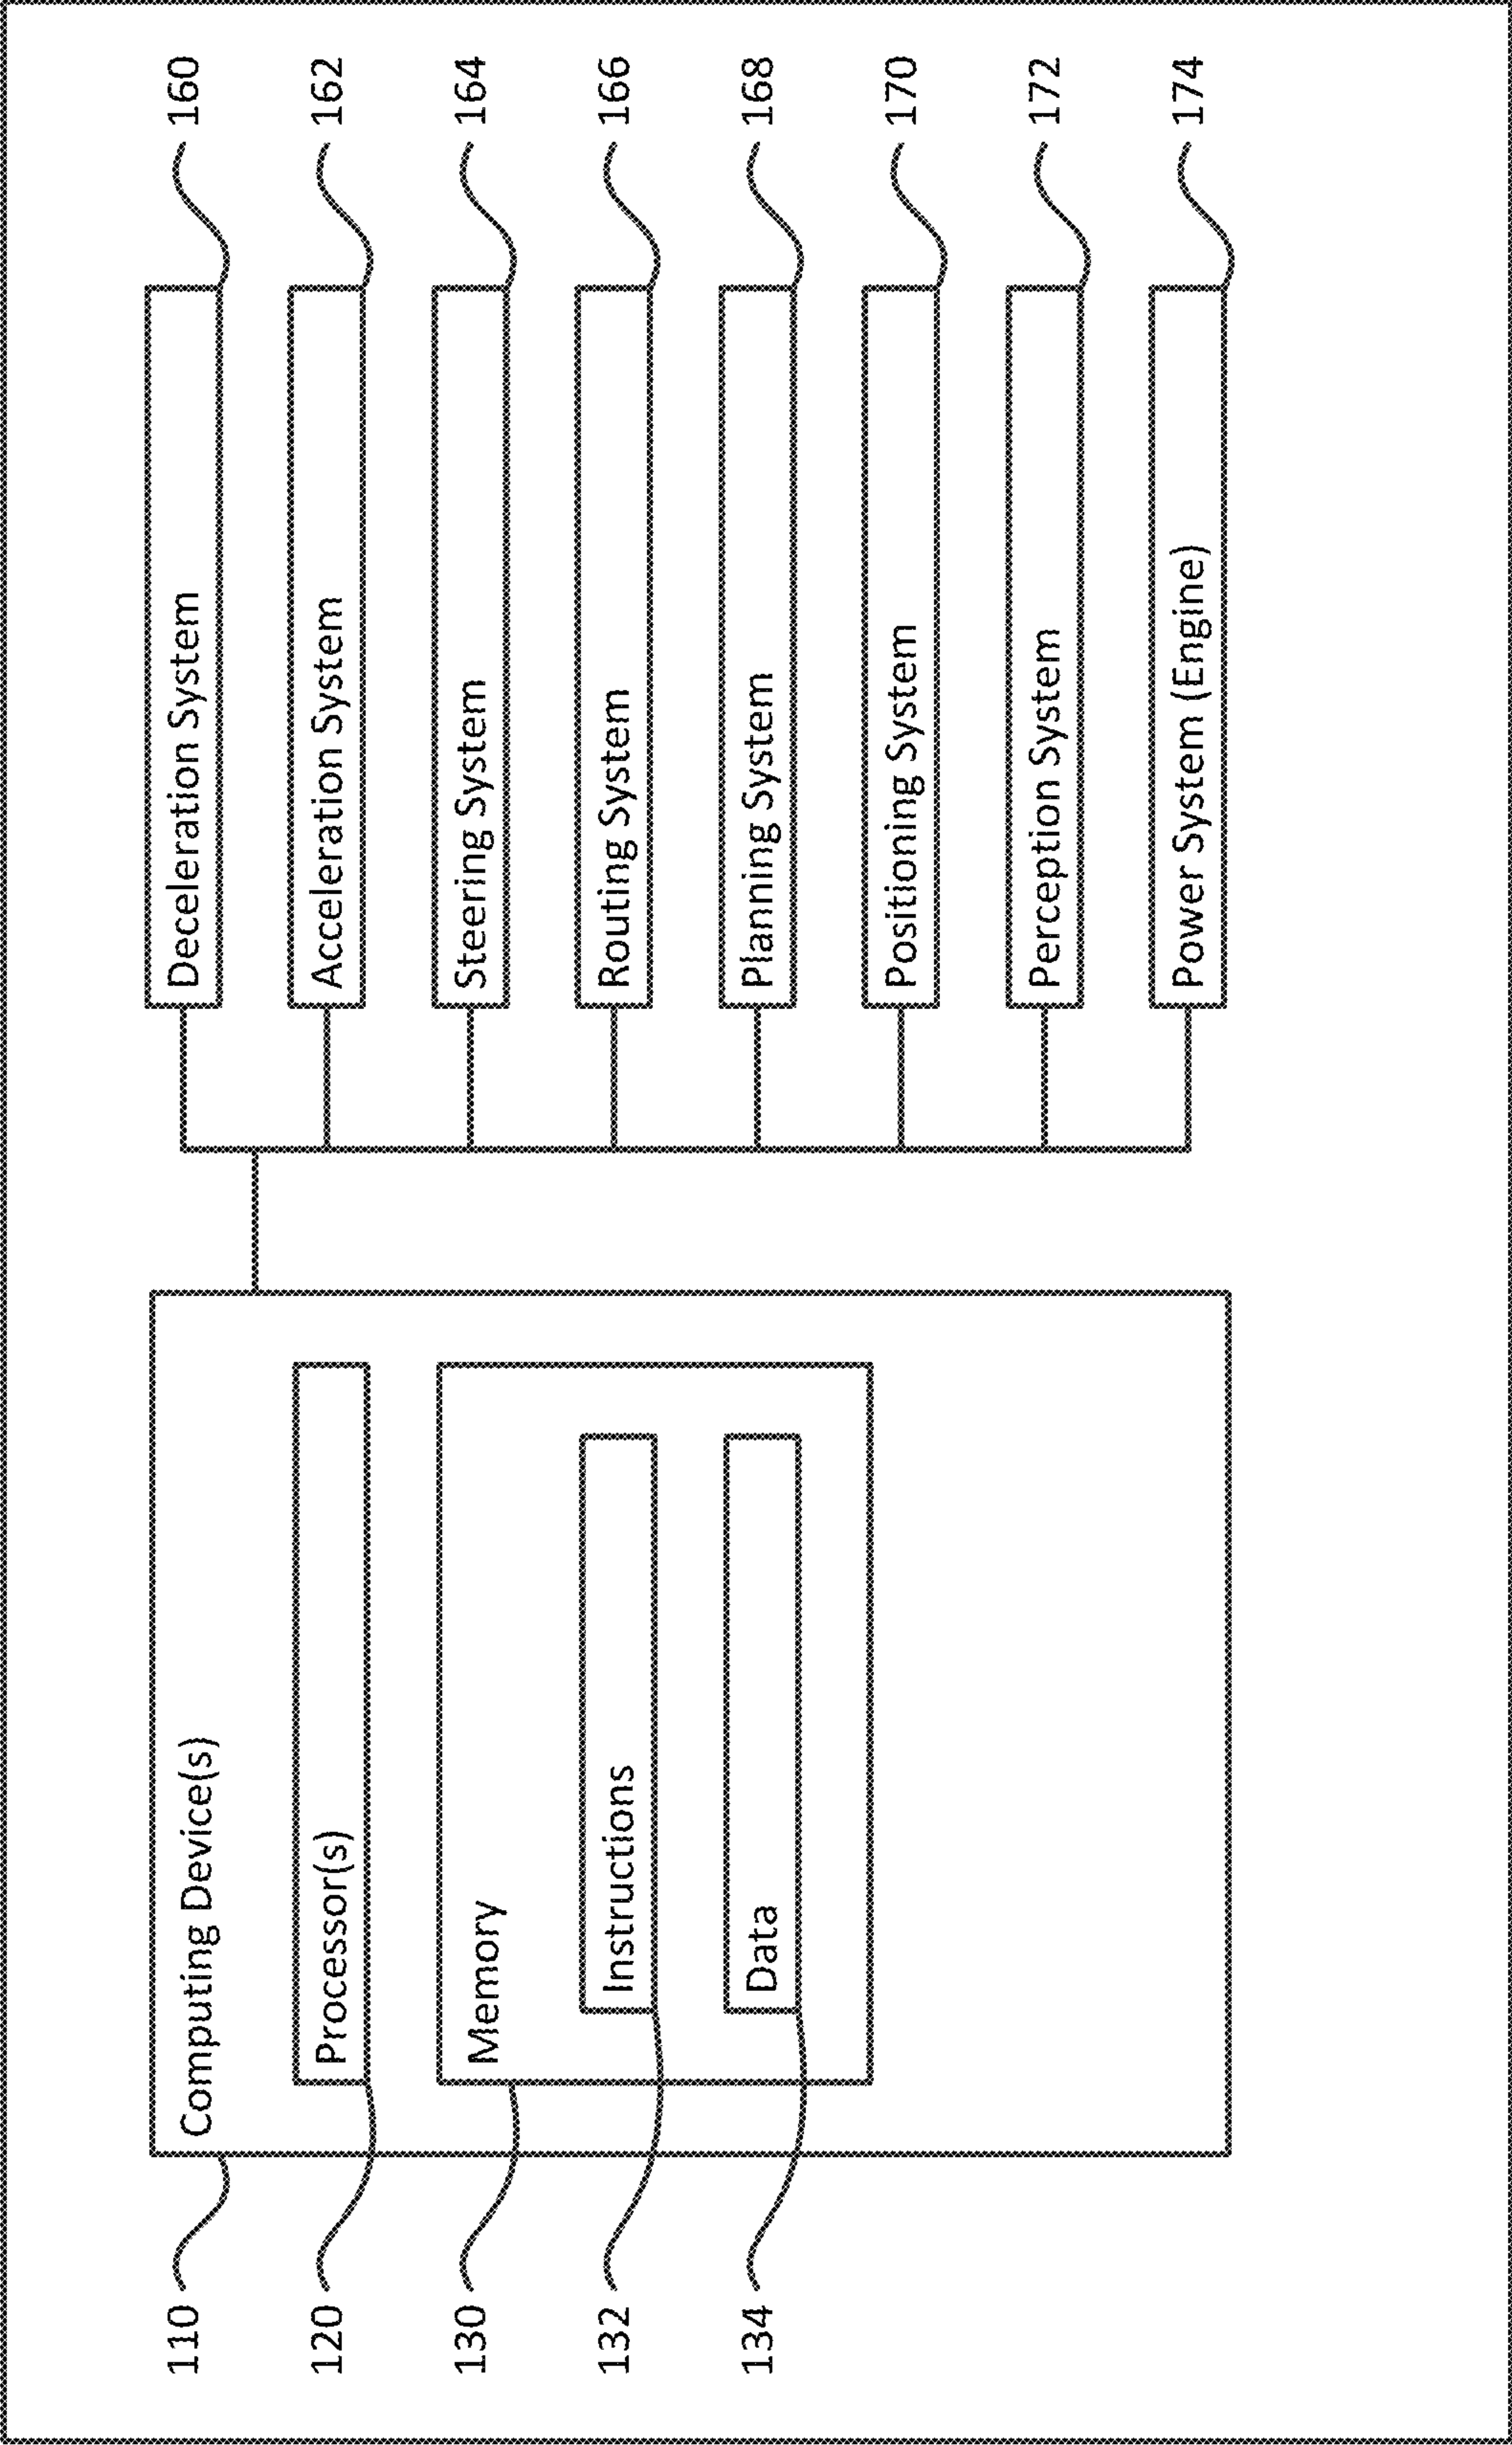 110
Computing Device(s)
120
Processor(s)
130
Memory
132
Instructions
134
Data
Deceleration System
160
Acceleration System
162
Steering System
164
Routing System
166
Planning System
168
Positioning System
170
Perception System
172
Power System (Engine)
174